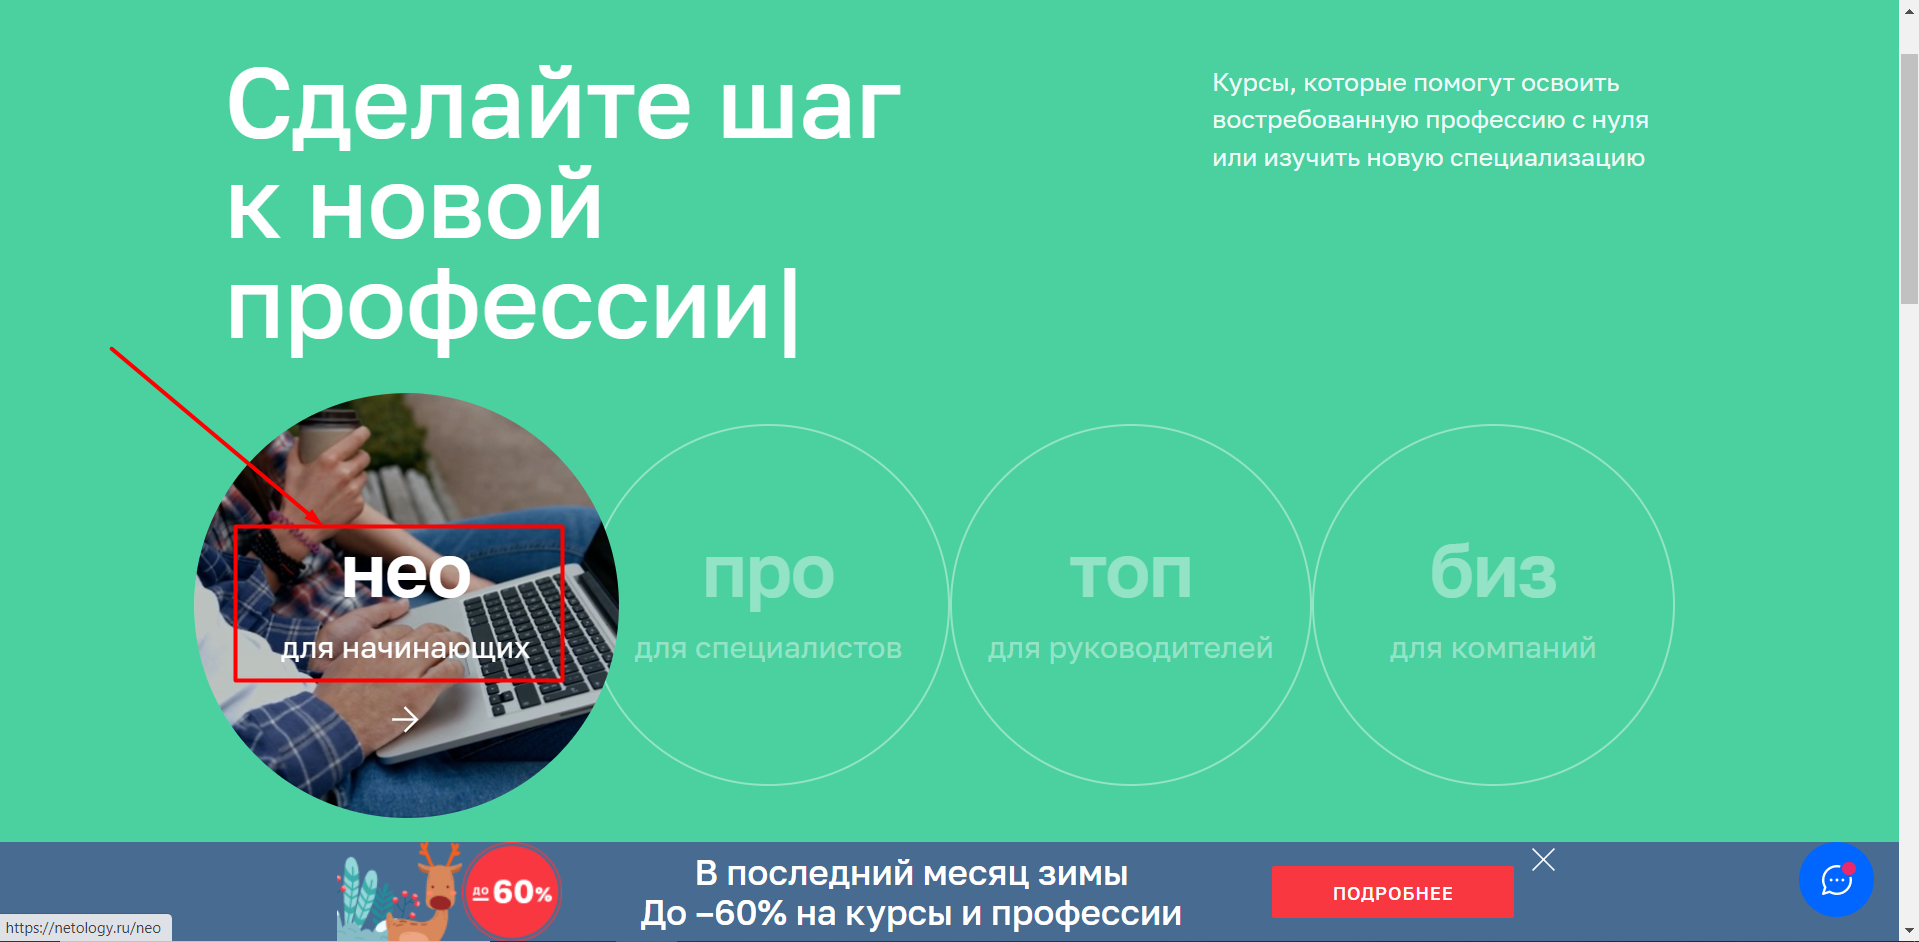 Сделайте шаг
к новой
профессии|
Курсы, которые помогут освоить
востребованную профессию с нуля
или изучить новую специализацию
нео
для начинающих
про
для специалистов
топ
для руководителей
биз
для компаний
до 60%
В последний месяц зимы
До –60% на курсы и профессии
ПОДРОБНЕЕ
https://netology.ru/neo